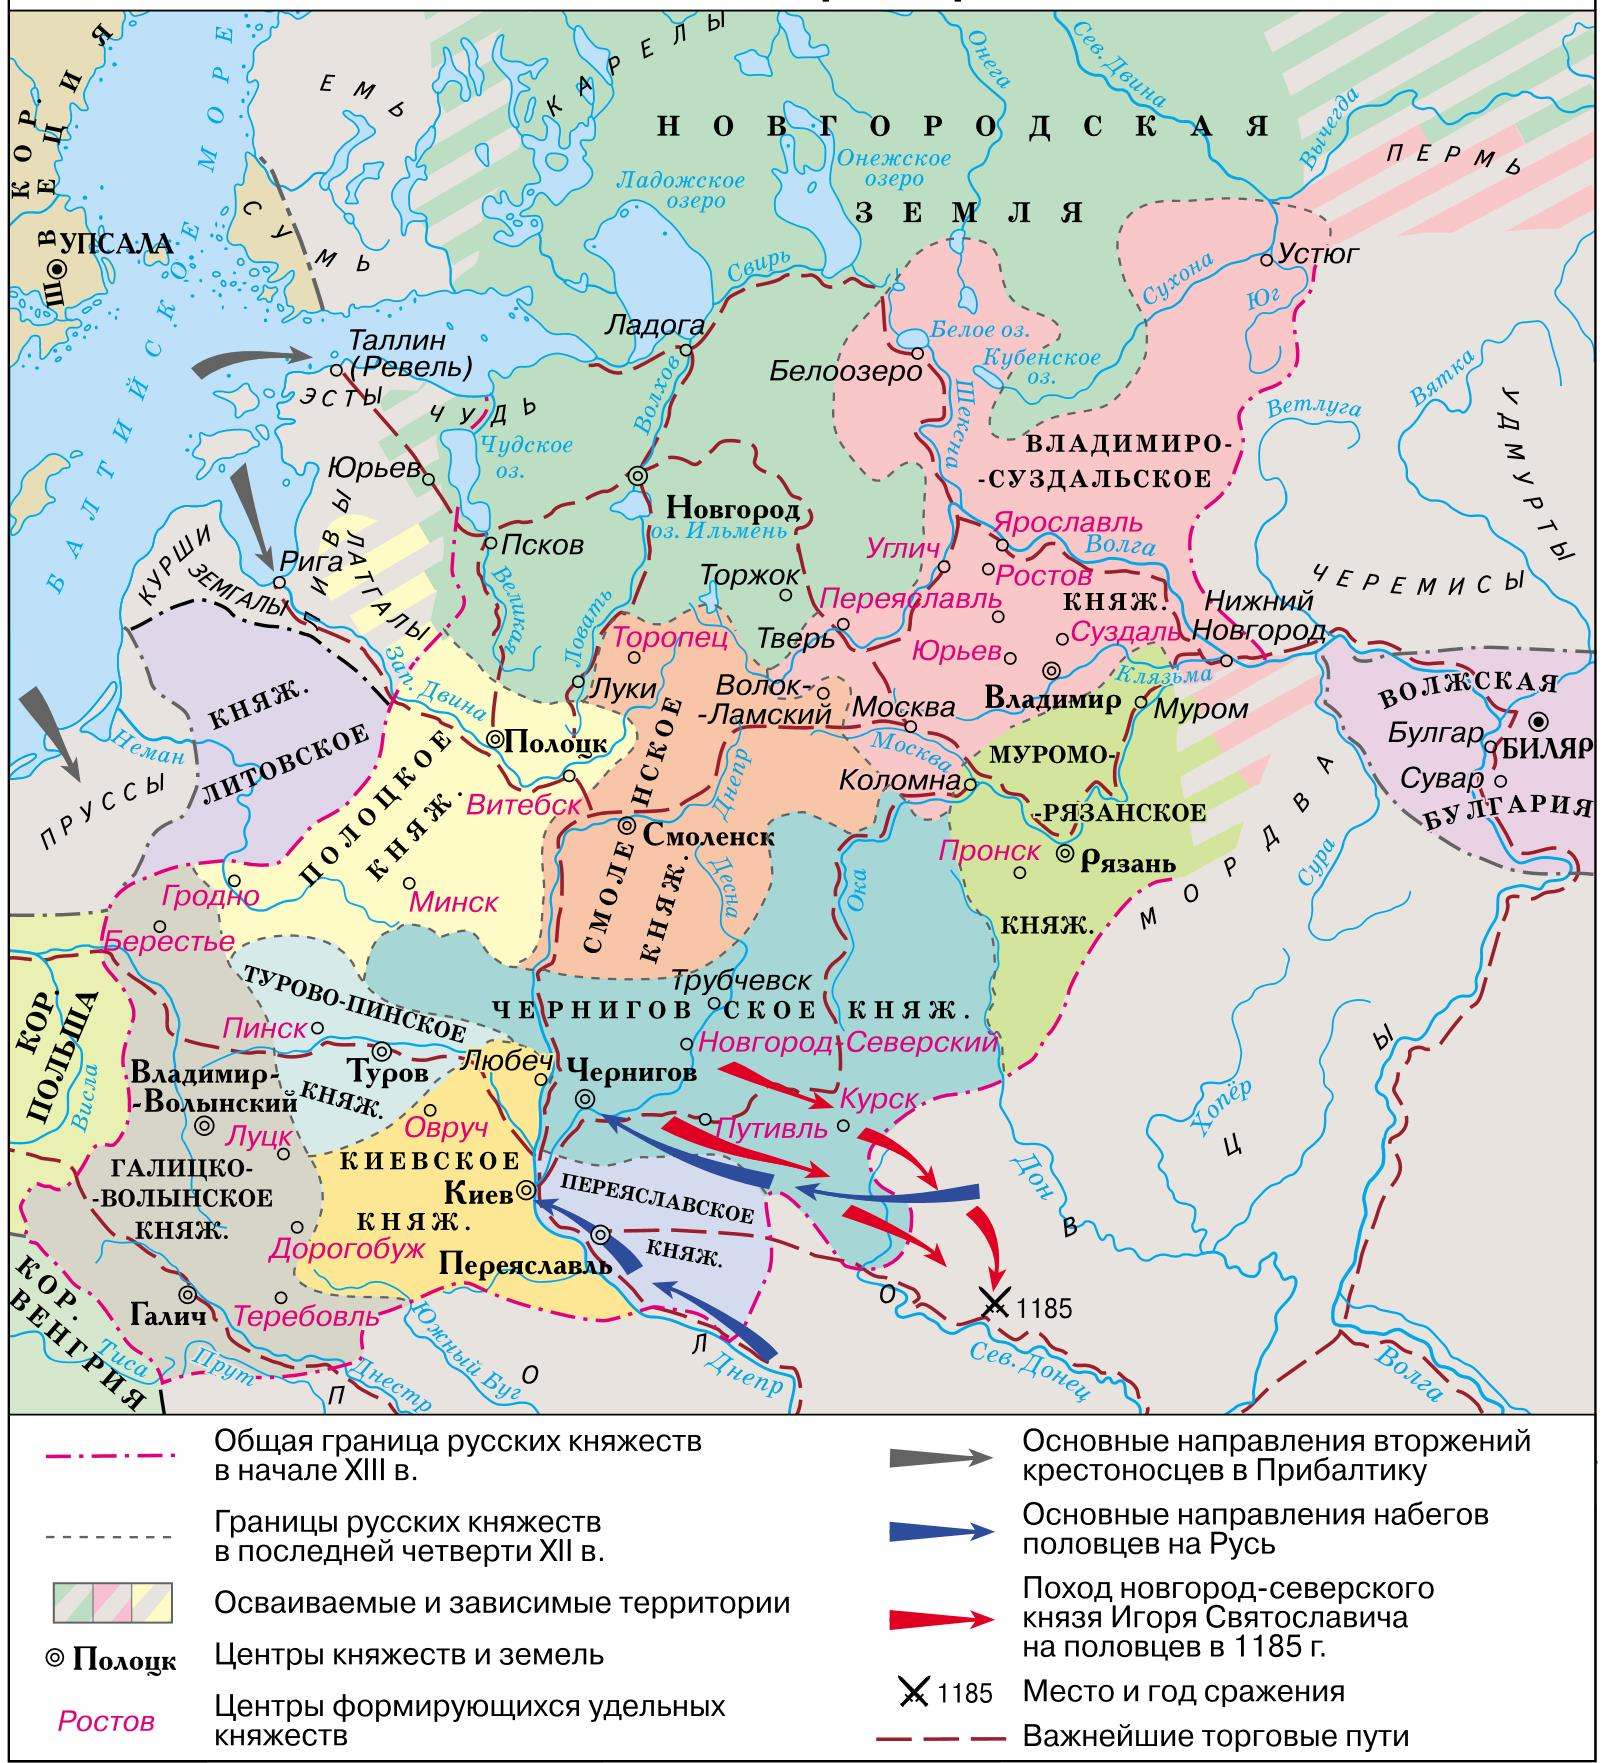 КОР. ШВЕЦИЯ
БАЛТИЙСКОЕ МОРЕ
ЕМЬ
КАРЕЛЫ
Онега
Сев. Двина
Вычегда
НОВГОРОДСКАЯ
ЗЕМЛЯ
ПЕРМЬ
Онежское
озеро
Ладожское
озеро
СУМЬ
УПСАЛА
Свирь
Сухона
Устюг
Юг
Ладога
Таллин
(Ревель)
Белое оз.
Белоозеро
Кубенское
оз.
Вятка
ЭСТЫ
ЧУДЬ
Волхов
Шексна
Ветлуга
УДМУРТЫ
Чудское
оз.
ВЛАДИМИРО-
-СУЗДАЛЬСКОЕ
КНЯЖ.
Юрьев
Новгород
оз. Ильмень
Ярославль
Волга
Углич
Ростов
Псков
КУРШИ
Рига
ЛИВЫ
ЛАТГАЛЫ
ЗЕМГАЛЫ
Великая
Ловать
Торжок
Переяславль
ЧЕРЕМИСЫ
Нижний
Новгород
Торопец
Тверь
Суздаль
Юрьев
Клязьма
Зап. Двина
Луки
Волок-
-Ламский
Владимир
Муром
Москва
КНЯЖ.
ЛИТОВСКОЕ
Неман
Полоцк
Москва
МУРОМО-
-РЯЗАНСКОЕ
КНЯЖ.
ВОЛЖСКАЯ
БУЛГАРИЯ
Булгар
БИЛЯР
Сувар
Коломна
ПРУССЫ
ПОЛОЦКОЕ
КНЯЖ.
Витебск
Днепр
СМОЛЕНСКОЕ
КНЯЖ.
Смоленск
Пронск
Рязань
МОРДВА
Сура
Десна
Ока
Гродно
Минск
Берестье
КОР.
ПОЛЬША
Висла
ТУРОВО-ПИНСКОЕ
КНЯЖ.
Трубчевск
ЧЕРНИГОВСКОЕ КНЯЖ.
Пинск
Туров
Новгород-Северский
Любеч
Чернигов
Владимир-
-Волынский
Овруч
Курск
Путивль
Хопёр
Луцк
ГАЛИЦКО-
-ВОЛЫНСКОЕ
КНЯЖ.
КИЕВСКОЕ
КНЯЖ.
Киев
ПЕРЕЯСЛАВСКОЕ
КНЯЖ.
Дон
Дорогобуж
Переяславль
КОР.
ВЕНГРИЯ
Галич
Теребовль
1185
Тиса
Прут
Днестр
Южный Буг
Днепр
Сев. Донец
Волга
ПОЛОВЦЫ
Общая граница русских княжеств
в начале XIII в.
Границы русских княжеств
в последней четверти XII в.
Осваиваемые и зависимые территории
Полоцк
Центры княжеств и земель
Ростов
Центры формирующихся удельных
княжеств
Основные направления вторжений
крестоносцев в Прибалтику
Основные направления набегов
половцев на Русь
Поход новгород-северского
князя Игоря Святославича
на половцев в 1185 г.
1185
Место и год сражения
Важнейшие торговые пути